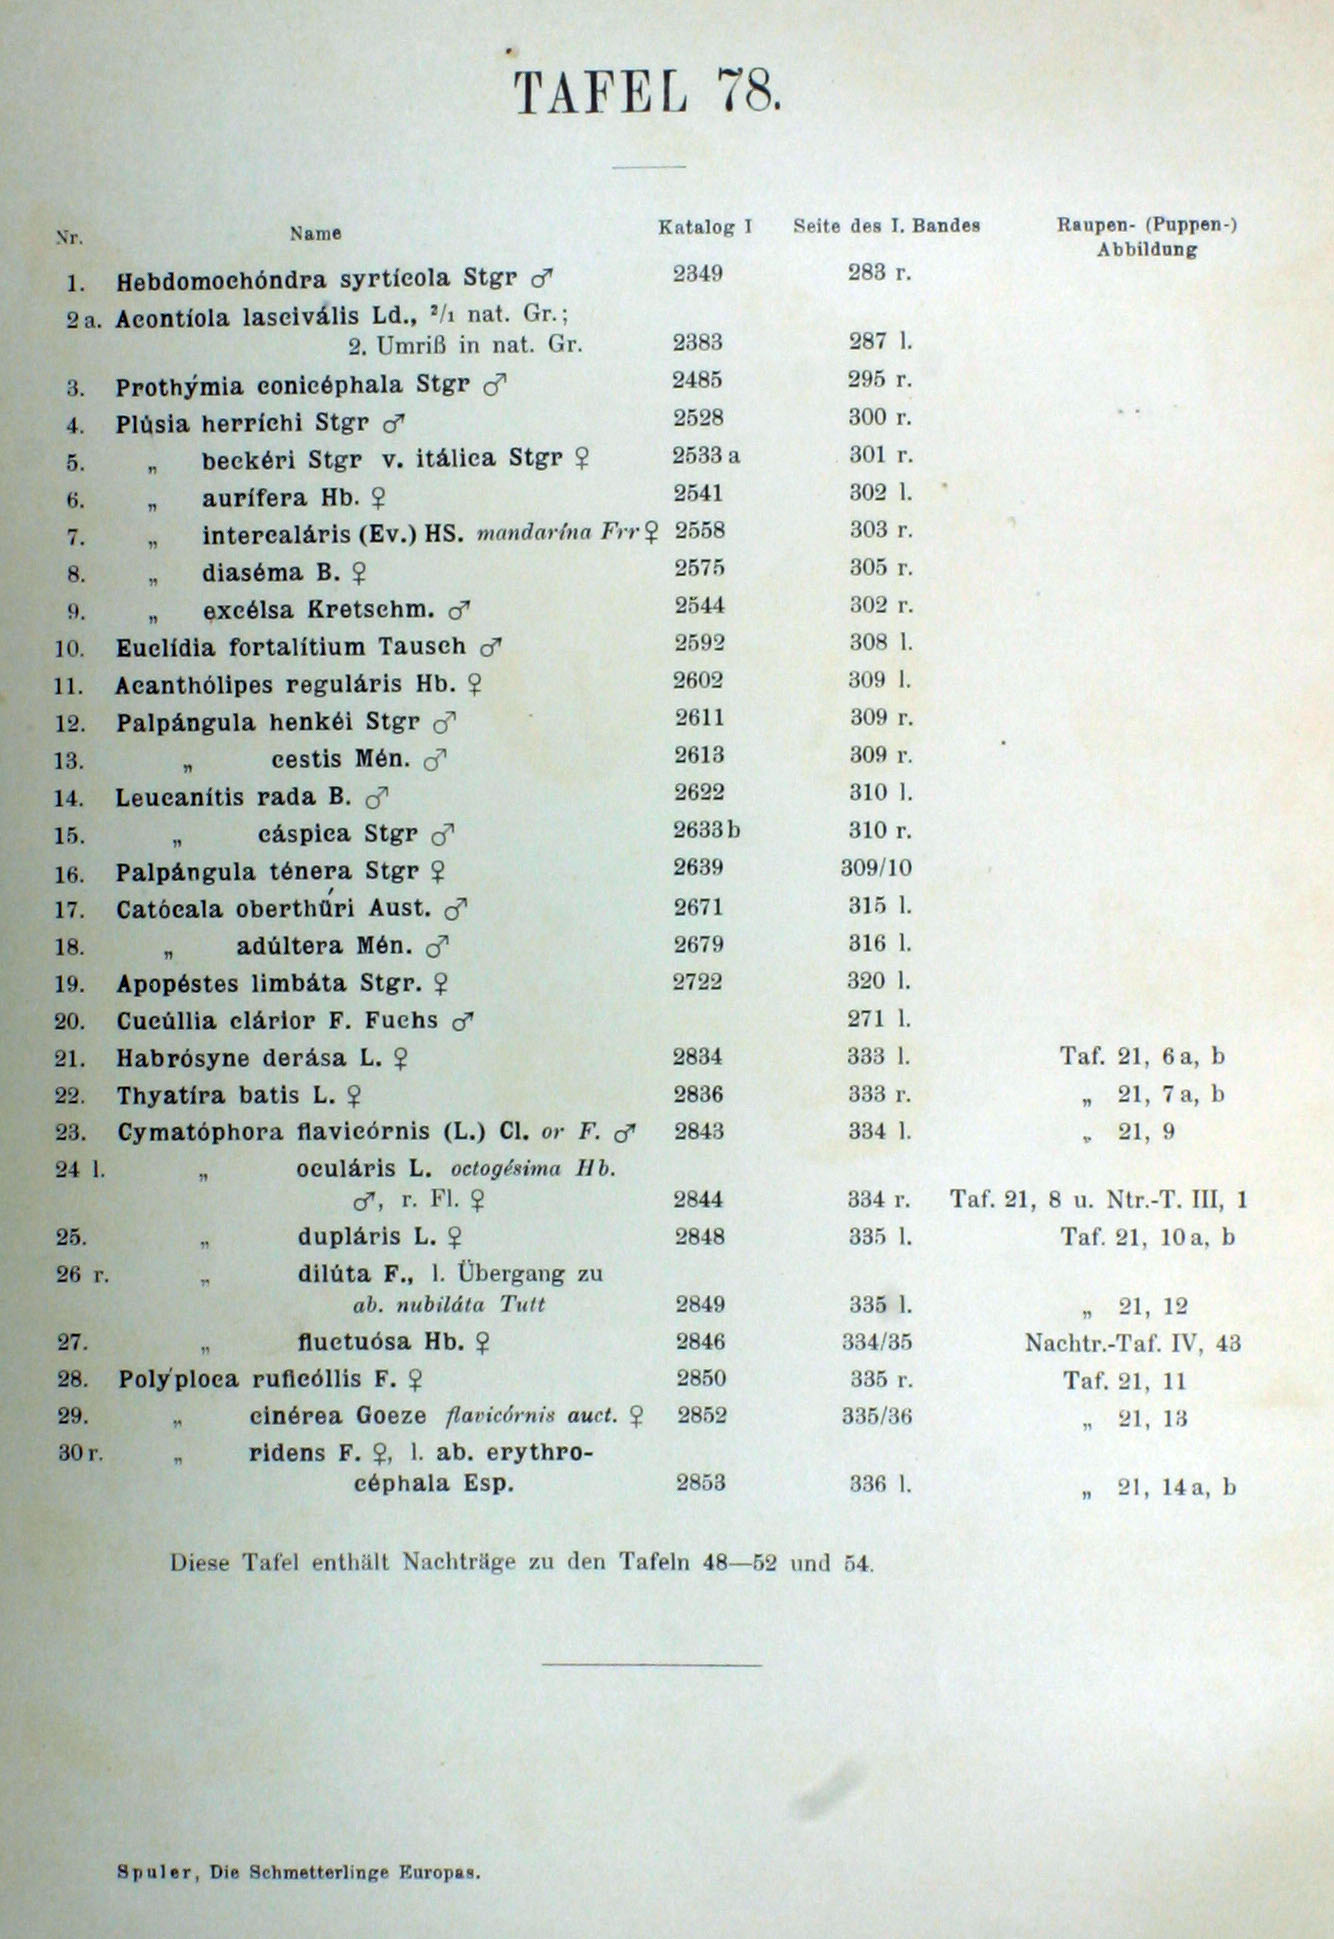 TAFEL 78.
Nr. Name Katalog I Seite des I. Bandes Raupen- (Puppen-)
Abbildung
1. Hebdomochóndra syrtícola Stgr ♂ 2349 283 r.
2a. Acontíola lascivális Ld., ²/₁ nat. Gr.;
2. Umriß in nat. Gr. 2383 287 l.
3. Prothýmia conicéphala Stgr ♂ 2485 295 r.
4. Plúsia herríchi Stgr ♂ 2528 300 r.
5. „ beckéri Stgr v. itálica Stgr ♀ 2533 a 301 r.
6. „ aurífera Hb. ♀ 2541 302 l.
7. „ intercaláris (Ev.) HS. mandarína Frr ♀ 2558 303 r.
8. „ diaséma B. ♀ 2575 305 r.
9. „ excélsa Kretschm. ♂ 2544 302 r.
10. Euclídia fortalítium Tausch ♂ 2592 308 l.
11. Acanthólipes reguláris Hb. ♀ 2602 309 l.
12. Palpángula henkéi Stgr ♂ 2611 309 r.
13. „ cestis Mén. ♂ 2613 309 r.
14. Leucanítis rada B. ♂ 2622 310 l.
15. „ cáspica Stgr ♂ 2633 b 310 r.
16. Palpángula ténera Stgr ♀ 2639 309/10
17. Catócala oberthǘri Aust. ♂ 2671 315 l.
18. „ adúltera Mén. ♂ 2679 316 l.
19. Apopéstes limbáta Stgr. ♀ 2722 320 l.
20. Cucúllia clárior F. Fuchs ♂ 271 l.
21. Habrósyne derása L. ♀ 2834 333 l. Taf. 21, 6 a, b
22. Thyatíra batis L. ♀ 2836 333 r. „ 21, 7 a, b
23. Cymatóphora flavicórnis (L.) Cl. or F. ♂ 2843 334 l. „ 21, 9
24 l. „ oculáris L. octogésima Hb.
♂, r. Fl. ♀ 2844 334 r. Taf. 21, 8 u. Ntr.-T. III, 1
25. „ dupláris L. ♀ 2848 335 l. Taf. 21, 10 a, b
26 r. „ dilúta F., l. Übergang zu
ab. nubiláta Tutt 2849 335 l. „ 21, 12
27. „ fluctuósa Hb. ♀ 2846 334/35 Nachtr.-Taf. IV, 43
28. Polýploca ruficóllis F. ♀ 2850 335 r. Taf. 21, 11
29. „ cinérea Goeze flavicórnis auct. ♀ 2852 335/36 „ 21, 13
30 r. „ ridens F. ♀, l. ab. erythro-
céphala Esp. 2853 336 l. „ 21, 14 a, b
Diese Tafel enthält Nachträge zu den Tafeln 48—52 und 54.
Spuler, Die Schmetterlinge Europas.